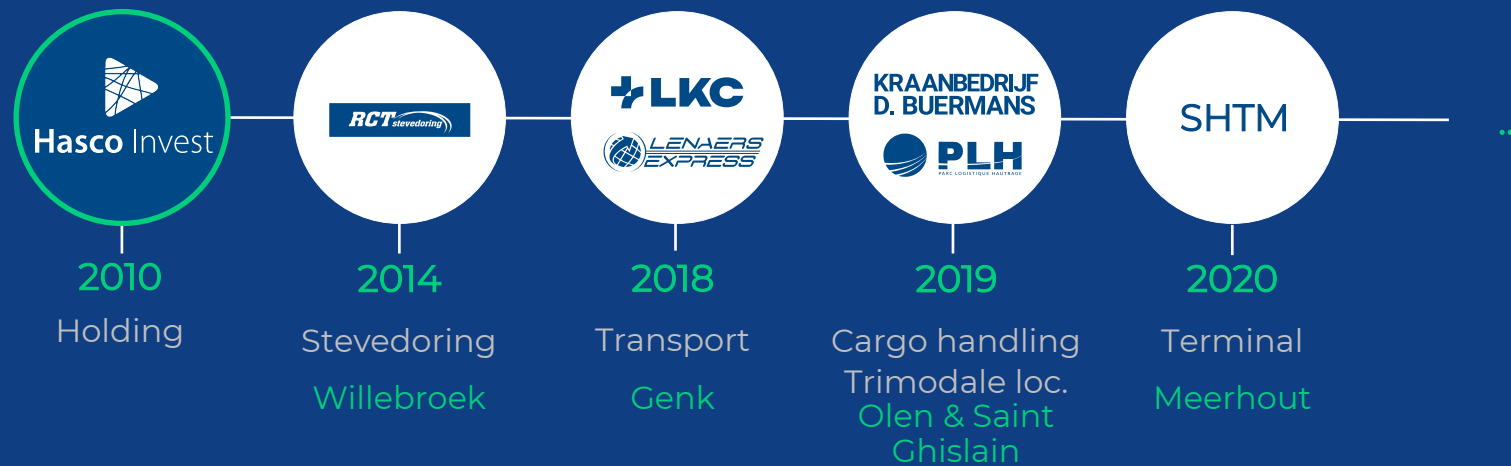 Hasco Invest
2010
Holding
RCT stevedoring
2014
Stevedoring
Willebroek
LKC
LENAERS
EXPRESS
2018
Transport
Genk
KRAANBEDRIJF
D. BUERMANS
PLH
PARC LOGISTIQUE HAUTRAGE
2019
Cargo handling
Trimodale loc.
Olen & Saint
Ghislain
SHTM
2020
Terminal
Meerhout
..